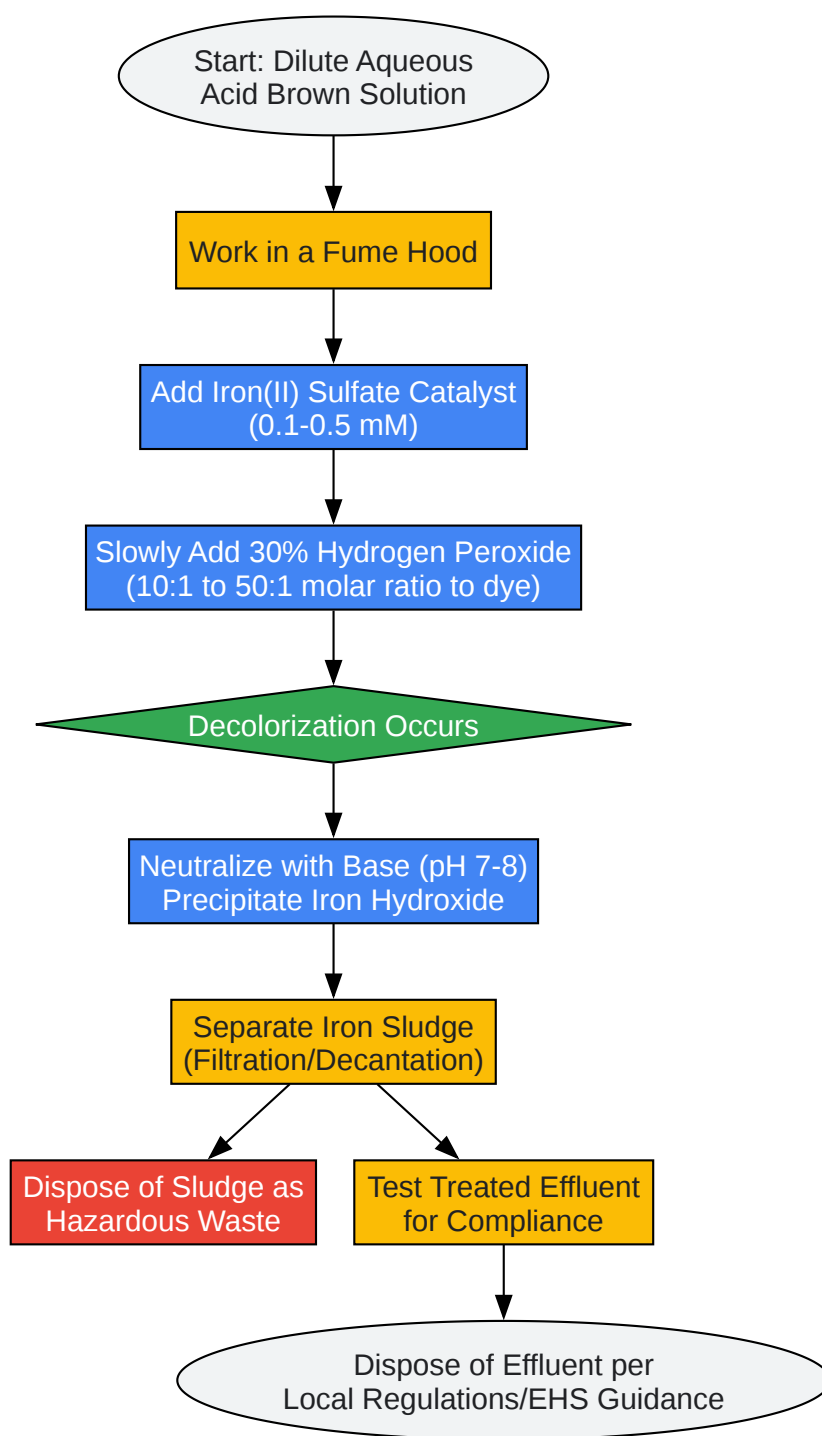 Start: Dilute Aqueous
Acid Brown Solution
Work in a Fume Hood
Add Iron(II) Sulfate Catalyst
(0.1-0.5 mM)
Slowly Add 30% Hydrogen Peroxide
(10:1 to 50:1 molar ratio to dye)
Decolorization Occurs
Neutralize with Base (pH 7-8)
Precipitate Iron Hydroxide
Separate Iron Sludge
(Filtration/Decantation)
Dispose of Sludge as
Hazardous Waste
Test Treated Effluent
for Compliance
Dispose of Effluent per
Local Regulations/EHS Guidance